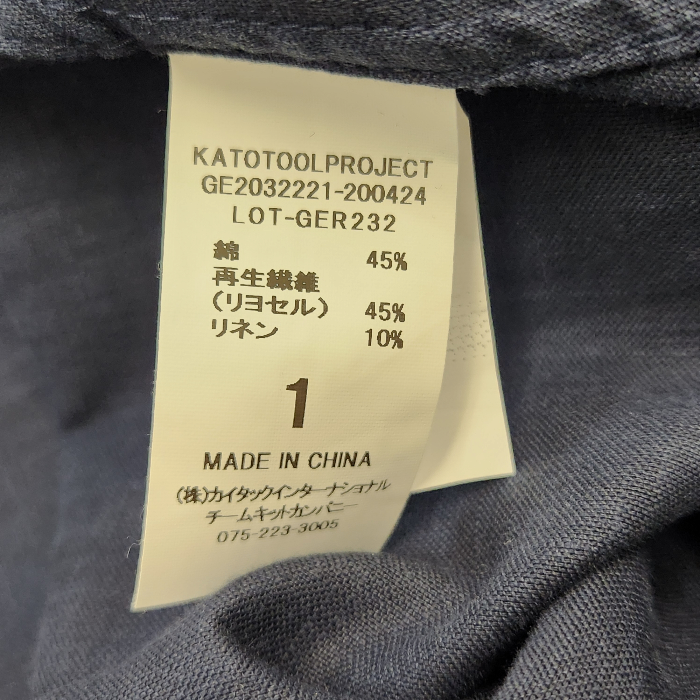 KATOTOOLPROJECT
GE2032221-200424
LOT-GER232
綿 45%
再生繊維
(リヨセル) 45%
リネン 10%
1
MADE IN CHINA
(株)カイタックインターナショナル
チームキットカンパニー
075-223-3005